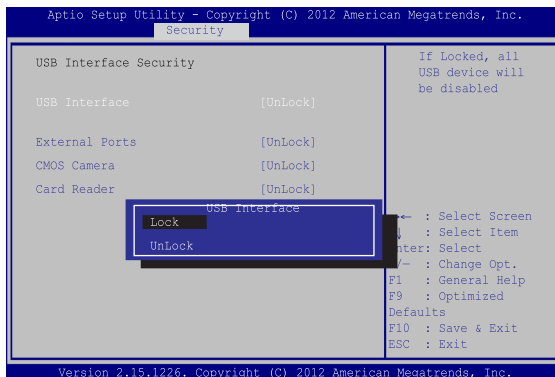 Aptio Setup Utility - Copyright (C) 2012 American Megatrends, Inc.
Security
USB Interface Security
USB Interface [UnLock]
External Ports [UnLock]
CMOS Camera [UnLock]
Card Reader [UnLock]
USB Interface
Lock
UnLock
If Locked, all
USB device will
be disabled
←  : Select Screen
↓  : Select Item
nter: Select
/—  : Change Opt.
F1  : General Help
F9  : Optimized
Defaults
F10  : Save & Exit
ESC  : Exit
Version 2.15.1226. Copyright (C) 2012 American Megatrends, Inc.